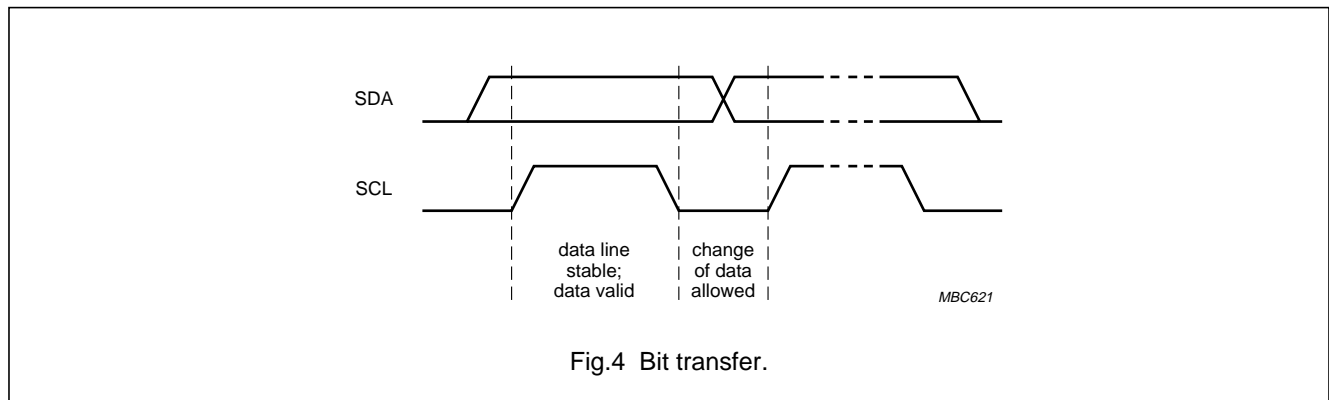 SDA
SCL
data line
stable;
data valid
change
of data
allowed
MBC621
Fig.4 Bit transfer.